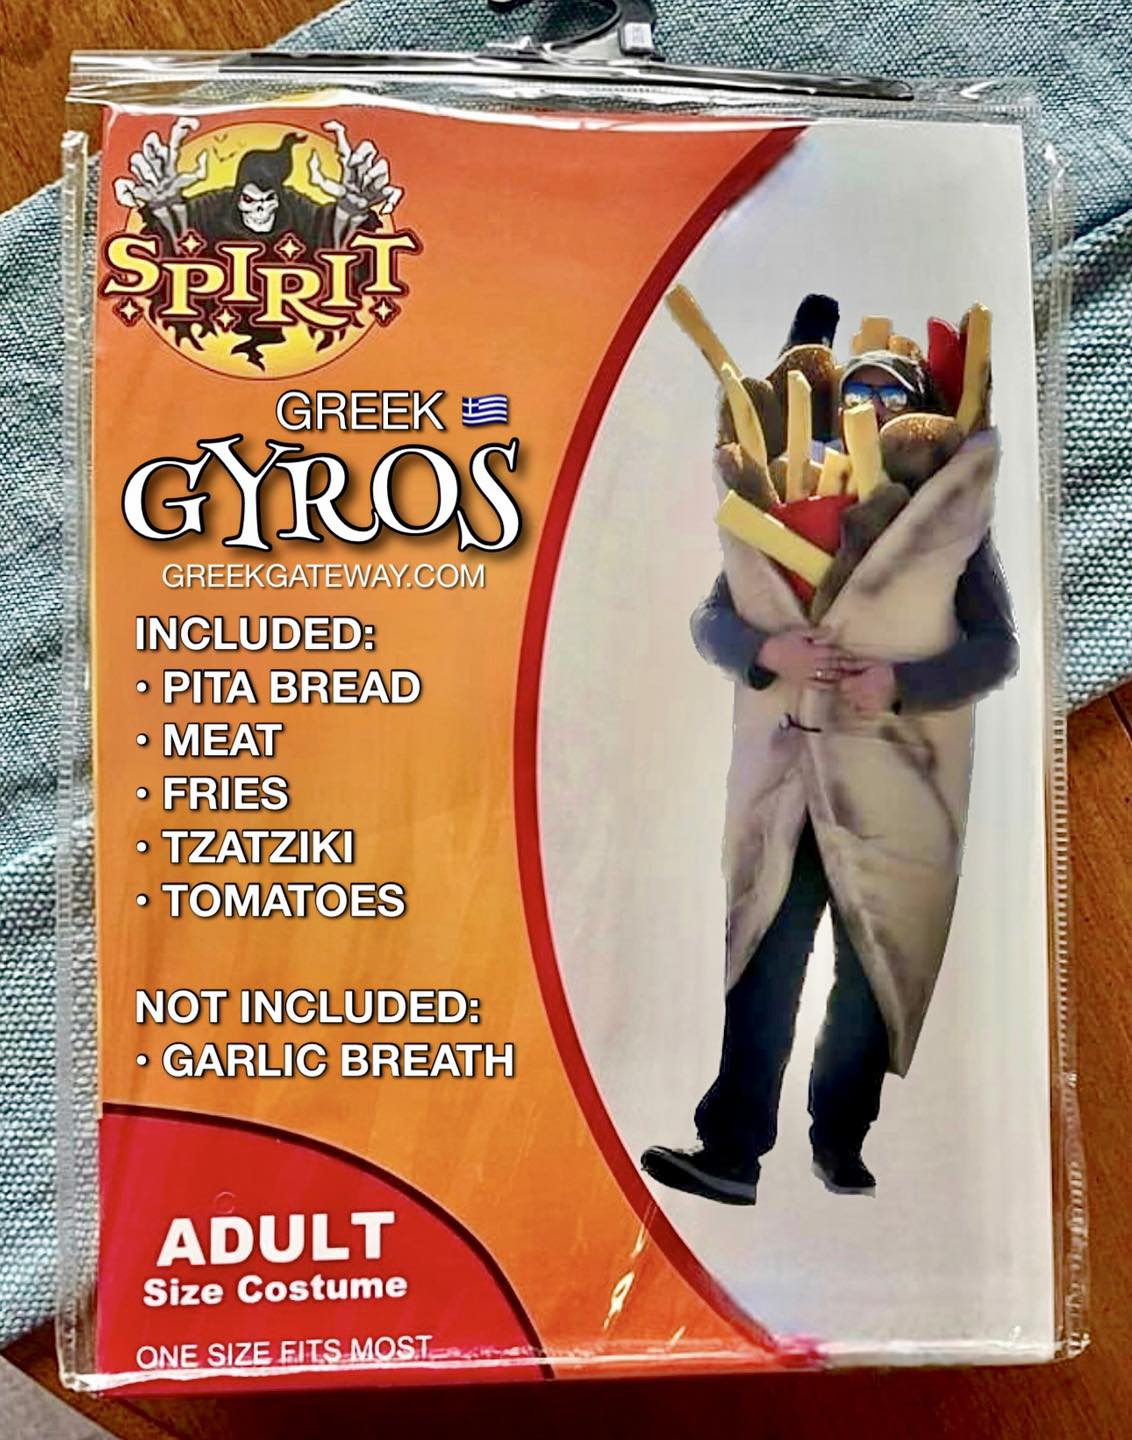 SPIRIT
GREEK 🇬🇷
GYROS
GREEKGATEWAY.COM
INCLUDED:
• PITA BREAD
• MEAT
• FRIES
• TZATZIKI
• TOMATOES
NOT INCLUDED:
• GARLIC BREATH
ADULT
Size Costume
ONE SIZE FITS MOST